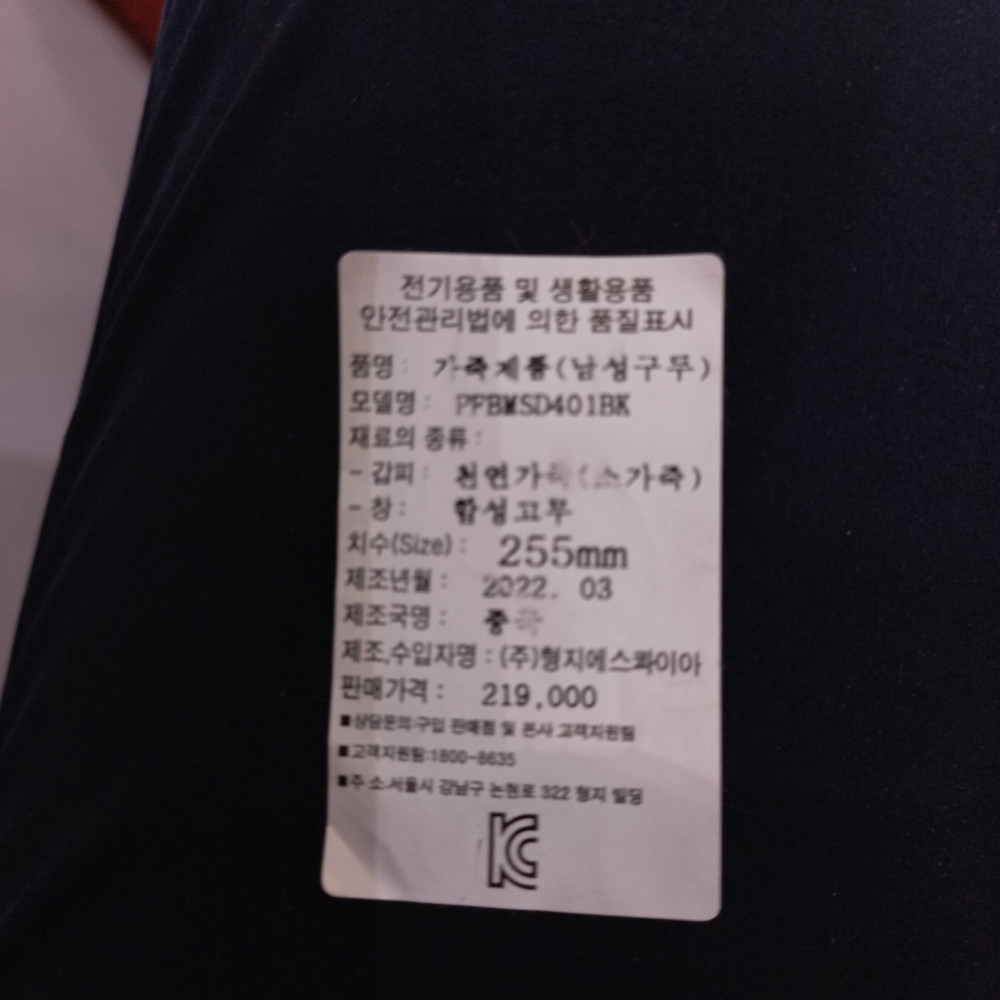 전기용품 및 생활용품
안전관리법에 의한 품질표시
품명 : 가죽제품(남성구두)
모델명 : PFBMSD401BK
재료의 종류 :
- 갑피 : 천연가죽(소가죽)
- 창 : 합성고무
치수(Size) : 255mm
제조년월 : 2022. 03
제조국명 : 중국
제조,수입자명 : (주)형지에스콰이아
판매가격 : 219,000
■상담문의:구입 판매점 및 본사 고객지원팀
■고객지원팀:1800-8635
■주 소:서울시 강남구 논현로 322 형지 빌딩
KC